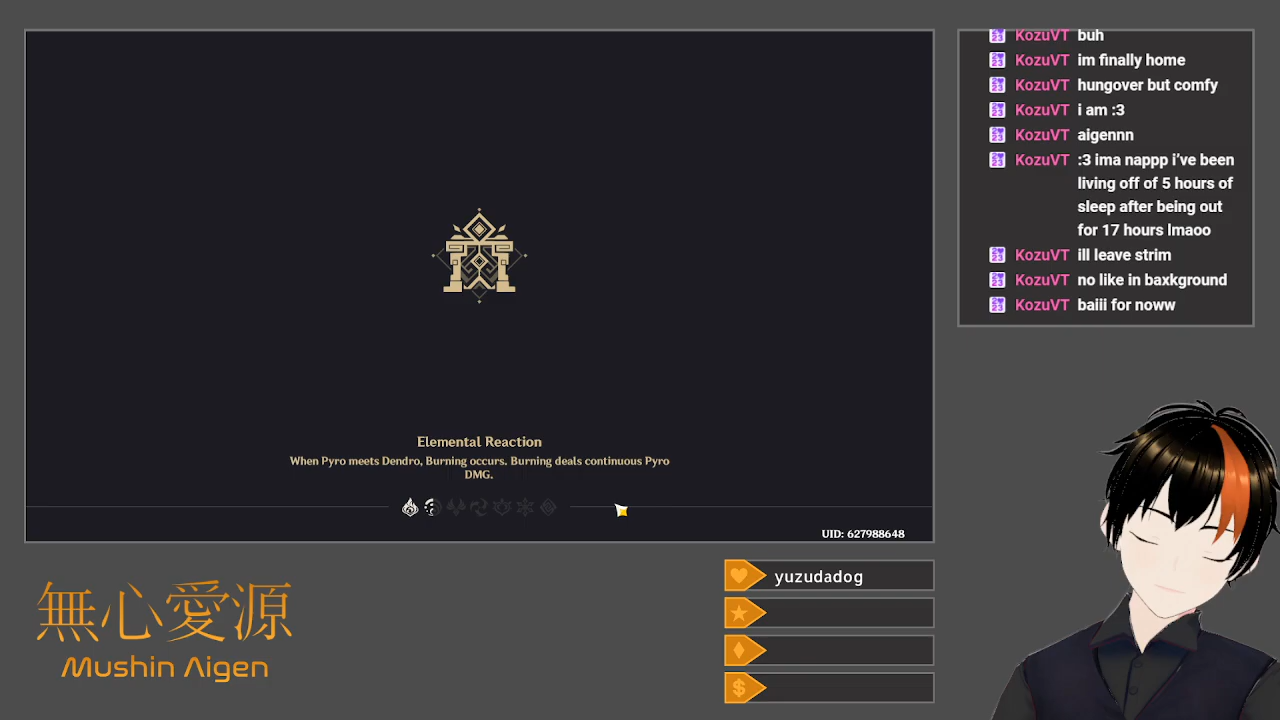 Elemental Reaction
When Pyro meets Dendro, Burning occurs. Burning deals continuous Pyro
DMG.
UID: 627988648
KozuVT buh
KozuVT im finally home
KozuVT hungover but comfy
KozuVT i am :3
KozuVT aigennn
KozuVT :3 ima nappp i've been
living off of 5 hours of
sleep after being out
for 17 hours lmaoo
KozuVT ill leave strim
KozuVT no like in baxkground
KozuVT baiii for noww
無心愛源
Mushin Aigen
yuzudadog